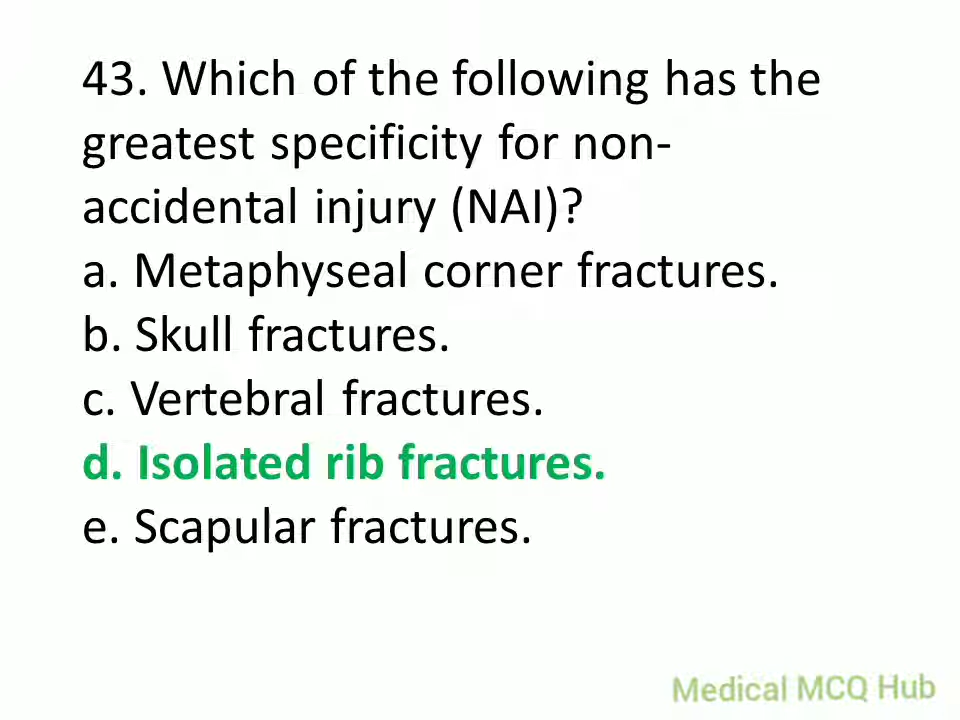 43. Which of the following has the
greatest specificity for non-
accidental injury (NAI)?
a. Metaphyseal corner fractures.
b. Skull fractures.
c. Vertebral fractures.
d. Isolated rib fractures.
e. Scapular fractures.
Medical MCQ Hub